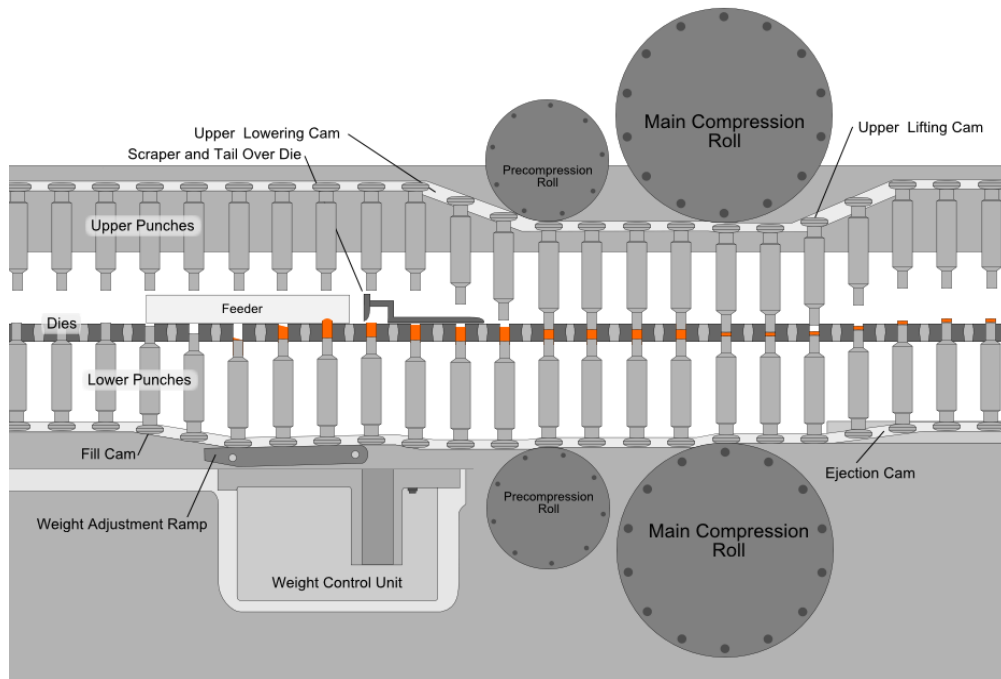 Upper Lowering Cam
Scraper and Tail Over Die
Precompression
Roll
Main Compression
Roll
Upper Lifting Cam
Upper Punches
Feeder
Dies
Lower Punches
Fill Cam
Weight Adjustment Ramp
Weight Control Unit
Precompression
Roll
Main Compression
Roll
Ejection Cam